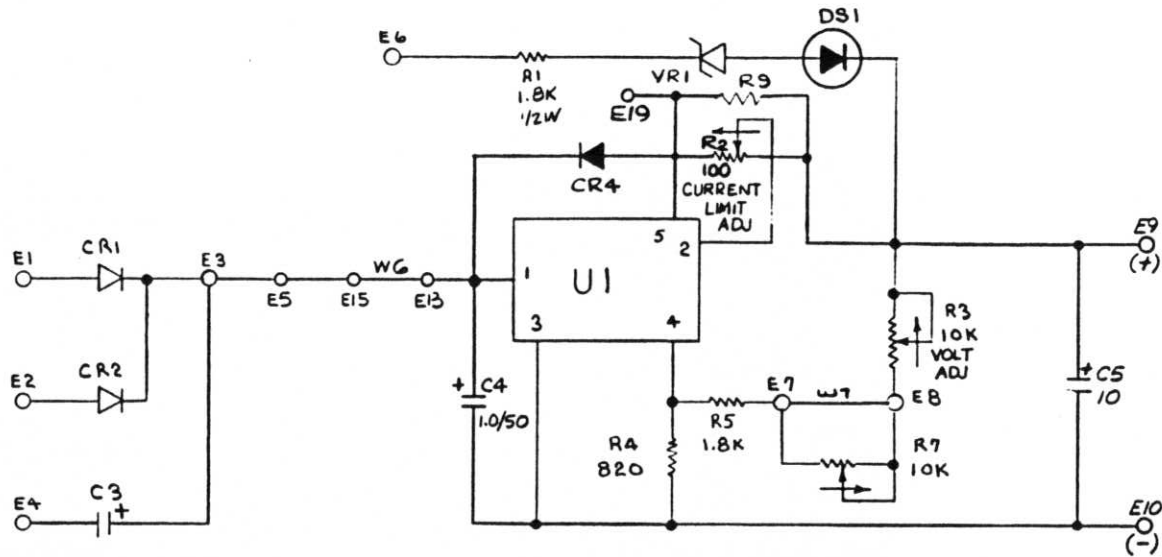 DS1
E6
R1
1.8K
1/2W
VR1
R9
E19
CR4
R2
100
CURRENT
LIMIT
ADJ
E1
CR1
E3
E5
E15
W6
E13
1
5
2
U1
3
4
E9
(+)
R3
10K
VOLT
ADJ
E2
CR2
+
C4
1.0/50
E7
W7
E8
R5
1.8K
+
C5
10
R4
820
R7
10K
E4
C3
+
E10
(-)